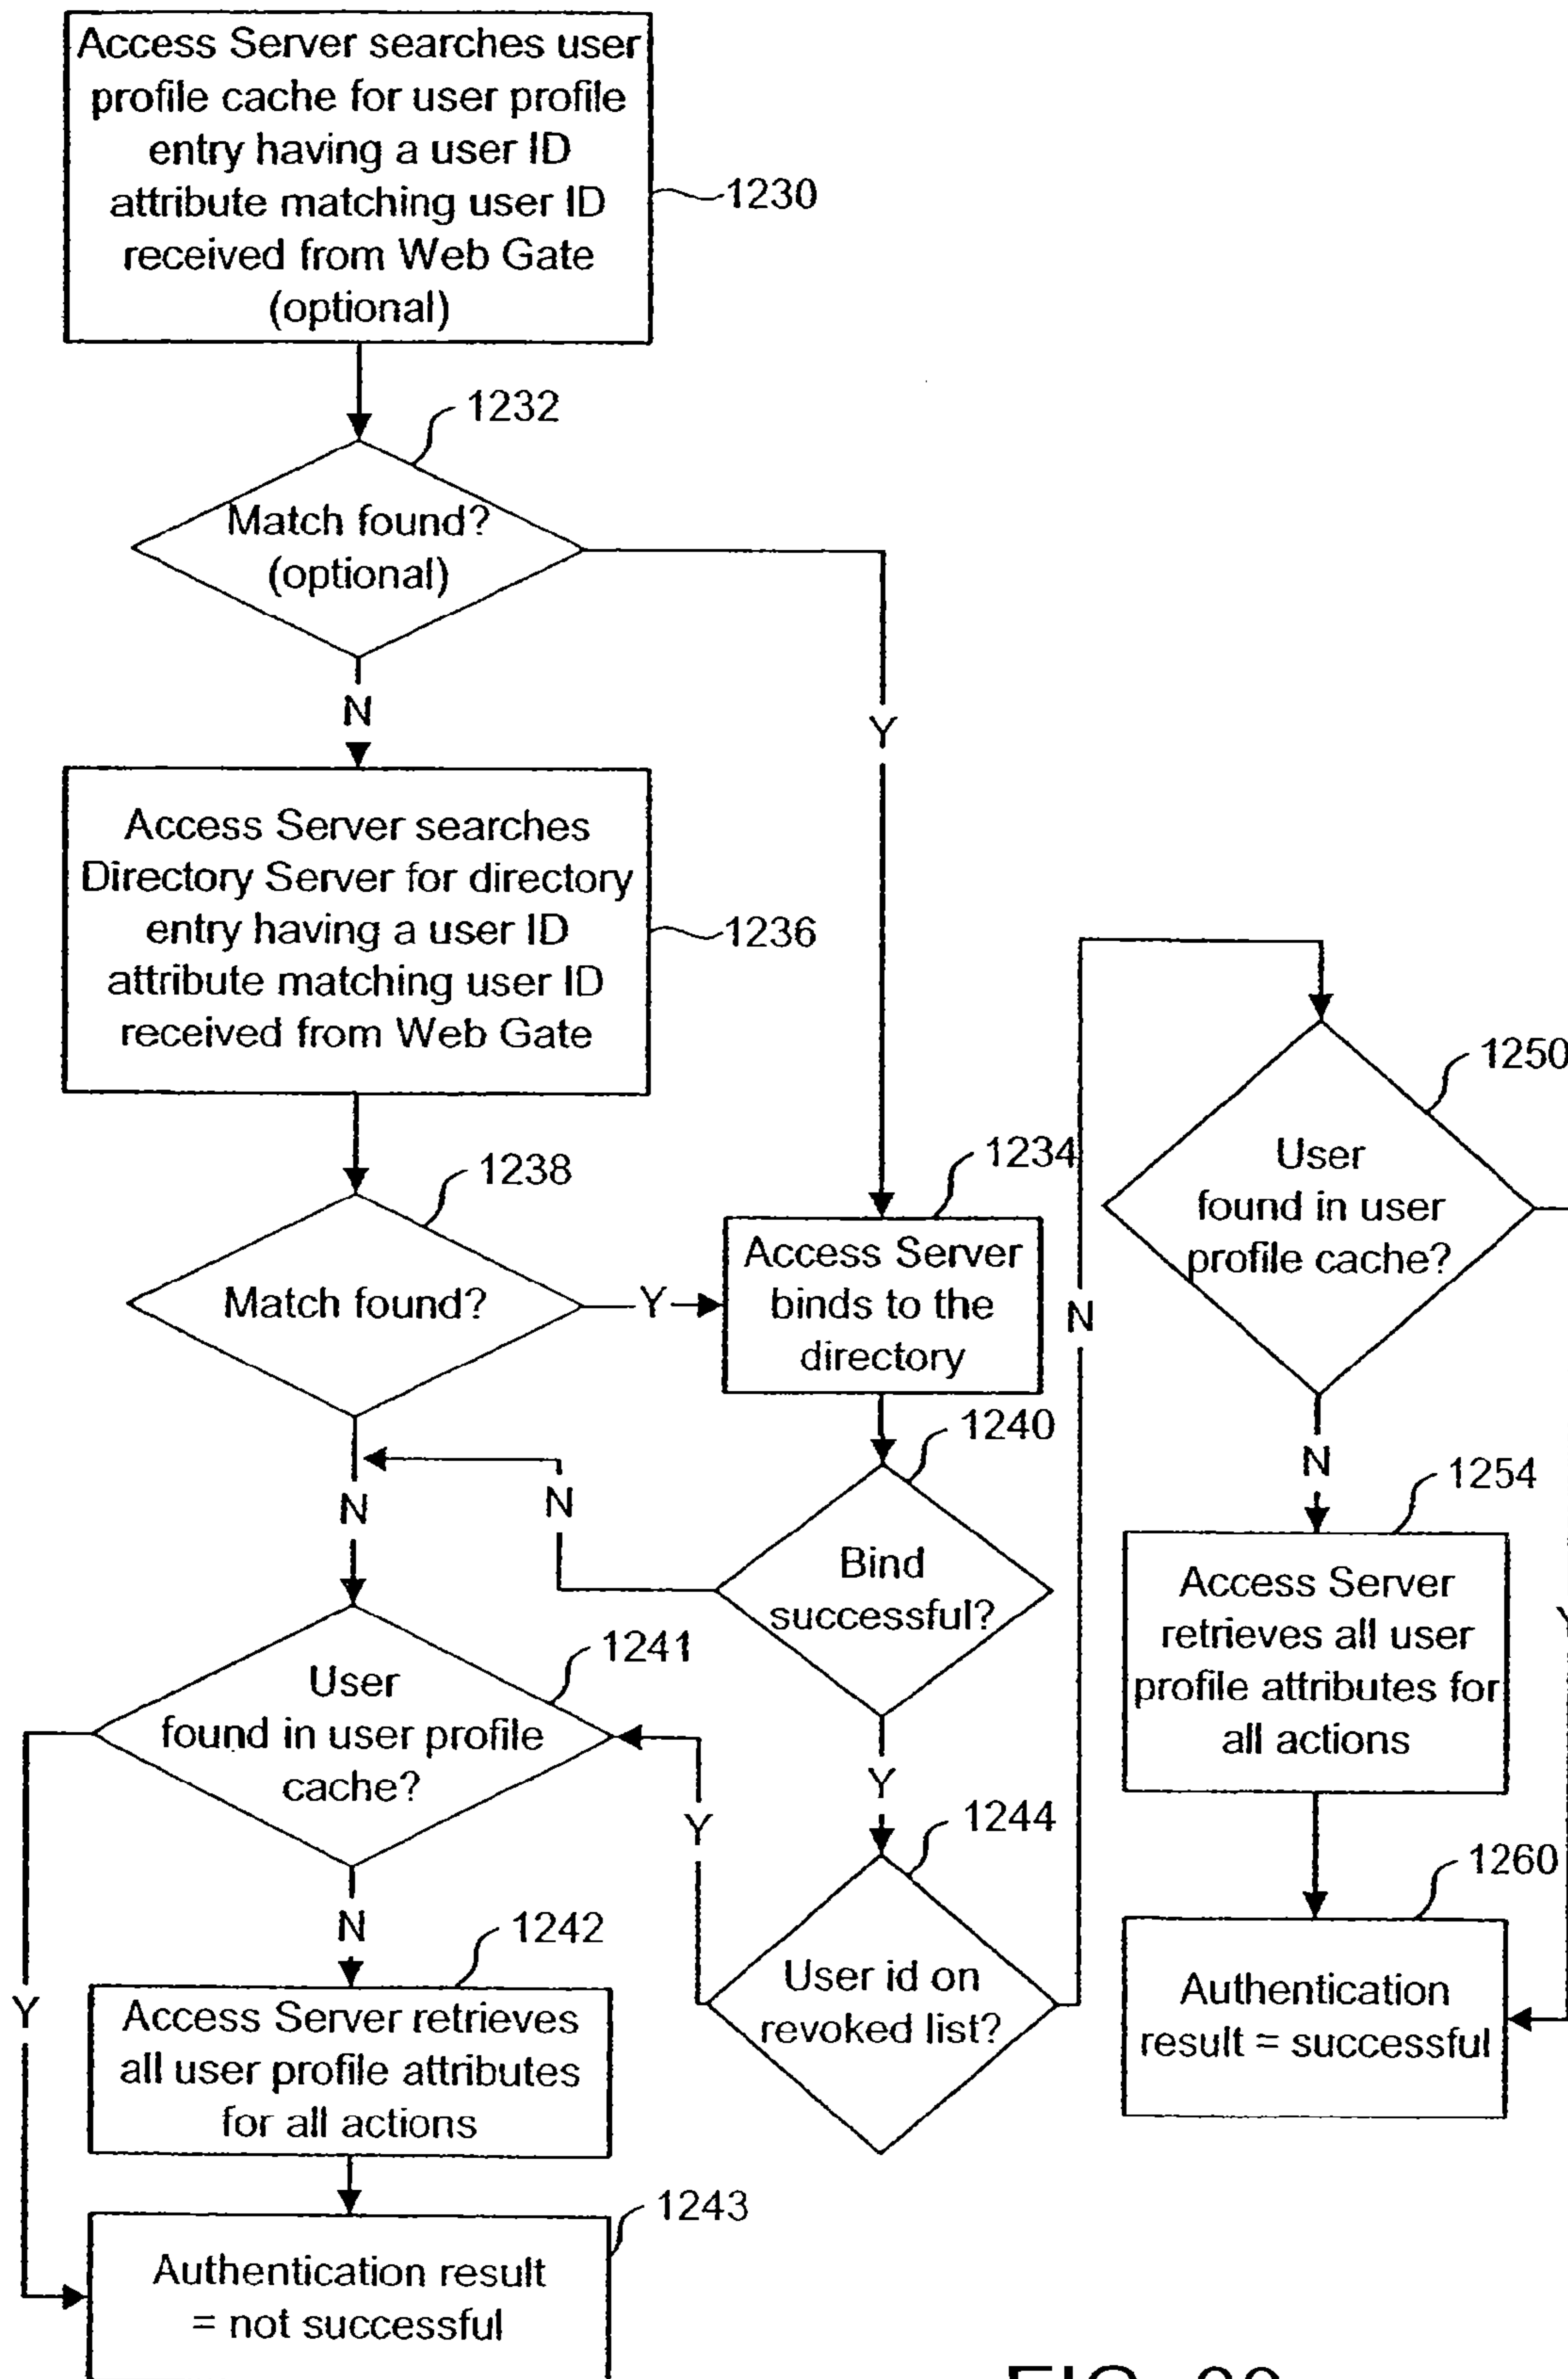 Access Server searches user
profile cache for user profile
entry having a user ID
attribute matching user ID
received from Web Gate
(optional)
1230
1232
Match found?
(optional)
N
Y
Access Server searches
Directory Server for directory
entry having a user ID
attribute matching user ID
received from Web Gate
1236
1238
Match found?
Y
1234
Access Server
binds to the
directory
N
1250
User
found in user
profile cache?
N
1240
Bind
successful?
N
N
Y
1241
User
found in user profile
cache?
Y
1244
User id on
revoked list?
1254
Access Server
retrieves all user
profile attributes for
all actions
1260
Authentication
result = successful
N
1242
Access Server retrieves
all user profile attributes
for all actions
Y
1243
Authentication result
= not successful